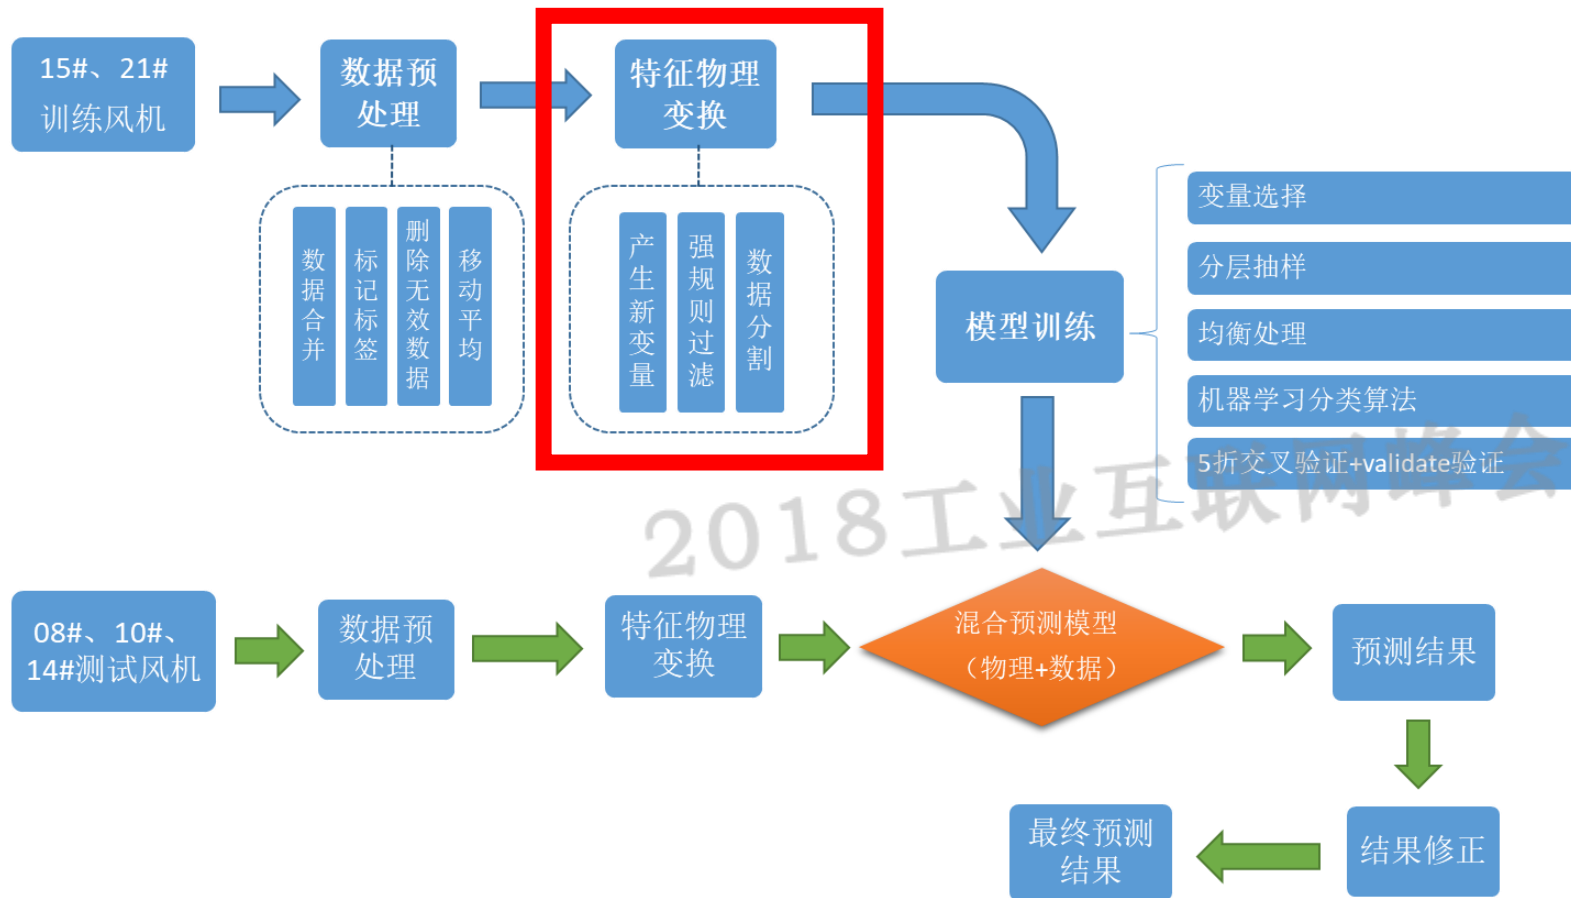 15#、21#
训练风机
数据预
处理
特征物理
变换
数据合并
标记标签
删除无效数据
移动平均
产生新变量
强规则过滤
数据分割
模型训练
变量选择
分层抽样
均衡处理
机器学习分类算法
5折交叉验证+validate验证
2018工业互联网峰会
08#、10#、
14#测试风机
数据预
处理
特征物理
变换
混合预测模型
（物理+数据）
预测结果
结果修正
最终预测
结果